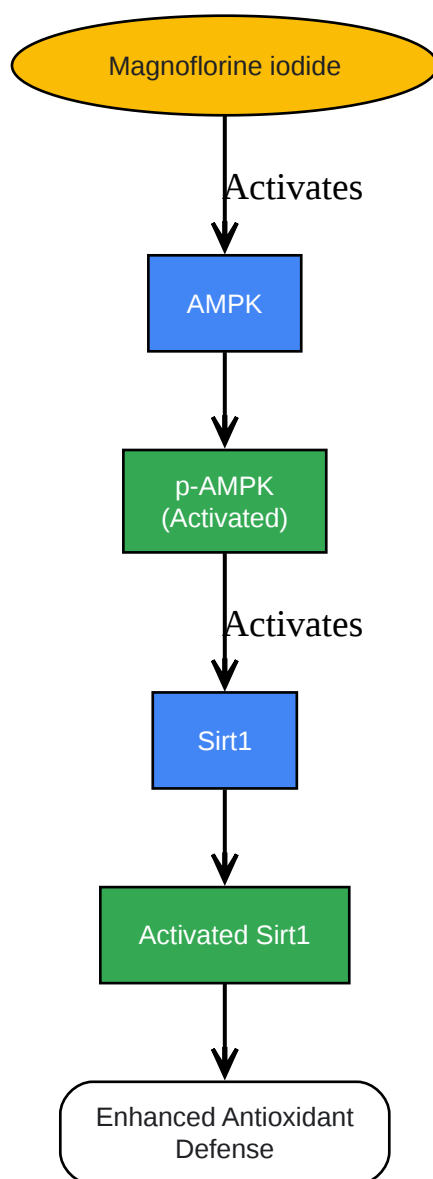 Magnoflorine iodide
Activates
AMPK
p-AMPK
(Activated)
Activates
Sirt1
Activated Sirt1
Enhanced Antioxidant
Defense